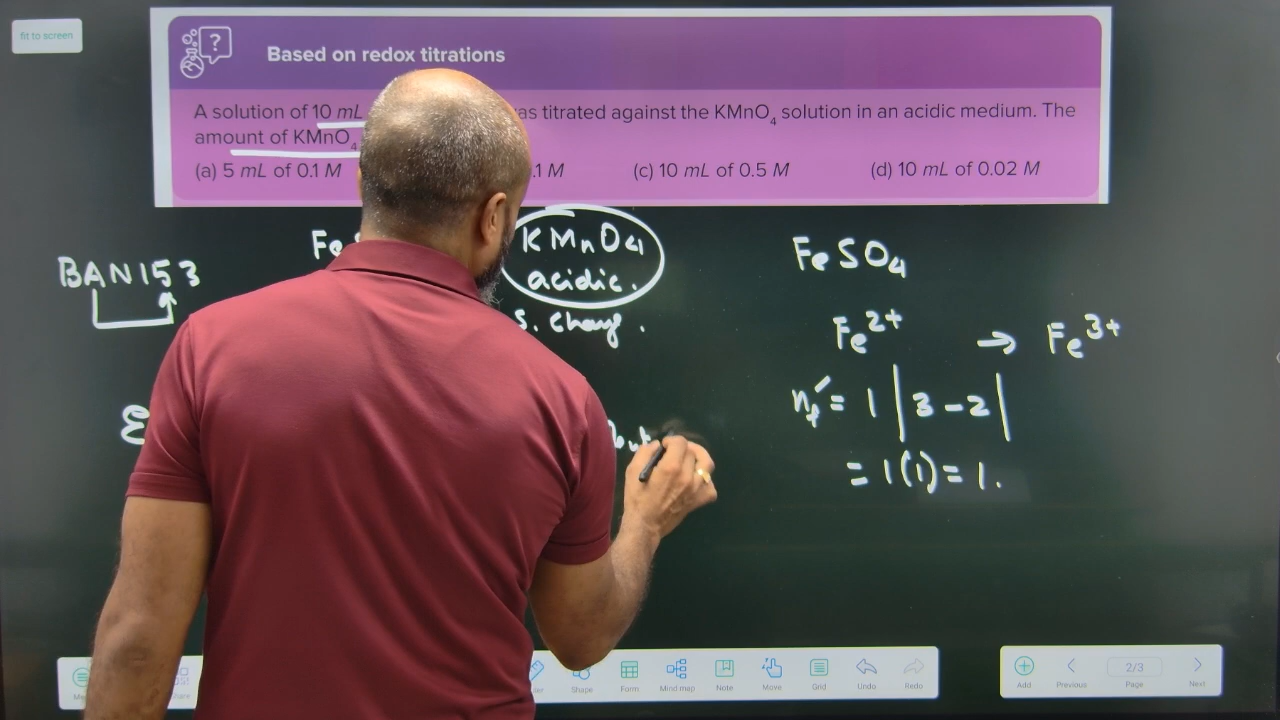 fit to screen
?
Based on redox titrations
A solution of 10 mL as titrated against the KMnO₄ solution in an acidic medium. The
amount of KMnO₄
(a) 5 mL of 0.1 M .1 M (c) 10 mL of 0.5 M (d) 10 mL of 0.02 M
BAN153
Fe
KMnO4
acidic.
S. Chang.
FeSO4
Fe²⁺ → Fe³⁺
nf = 1 |3-2|
= 1(1) = 1.
Shape Form Mind map Note Move Grid Undo Redo
Add Previous 2/3 Page Next